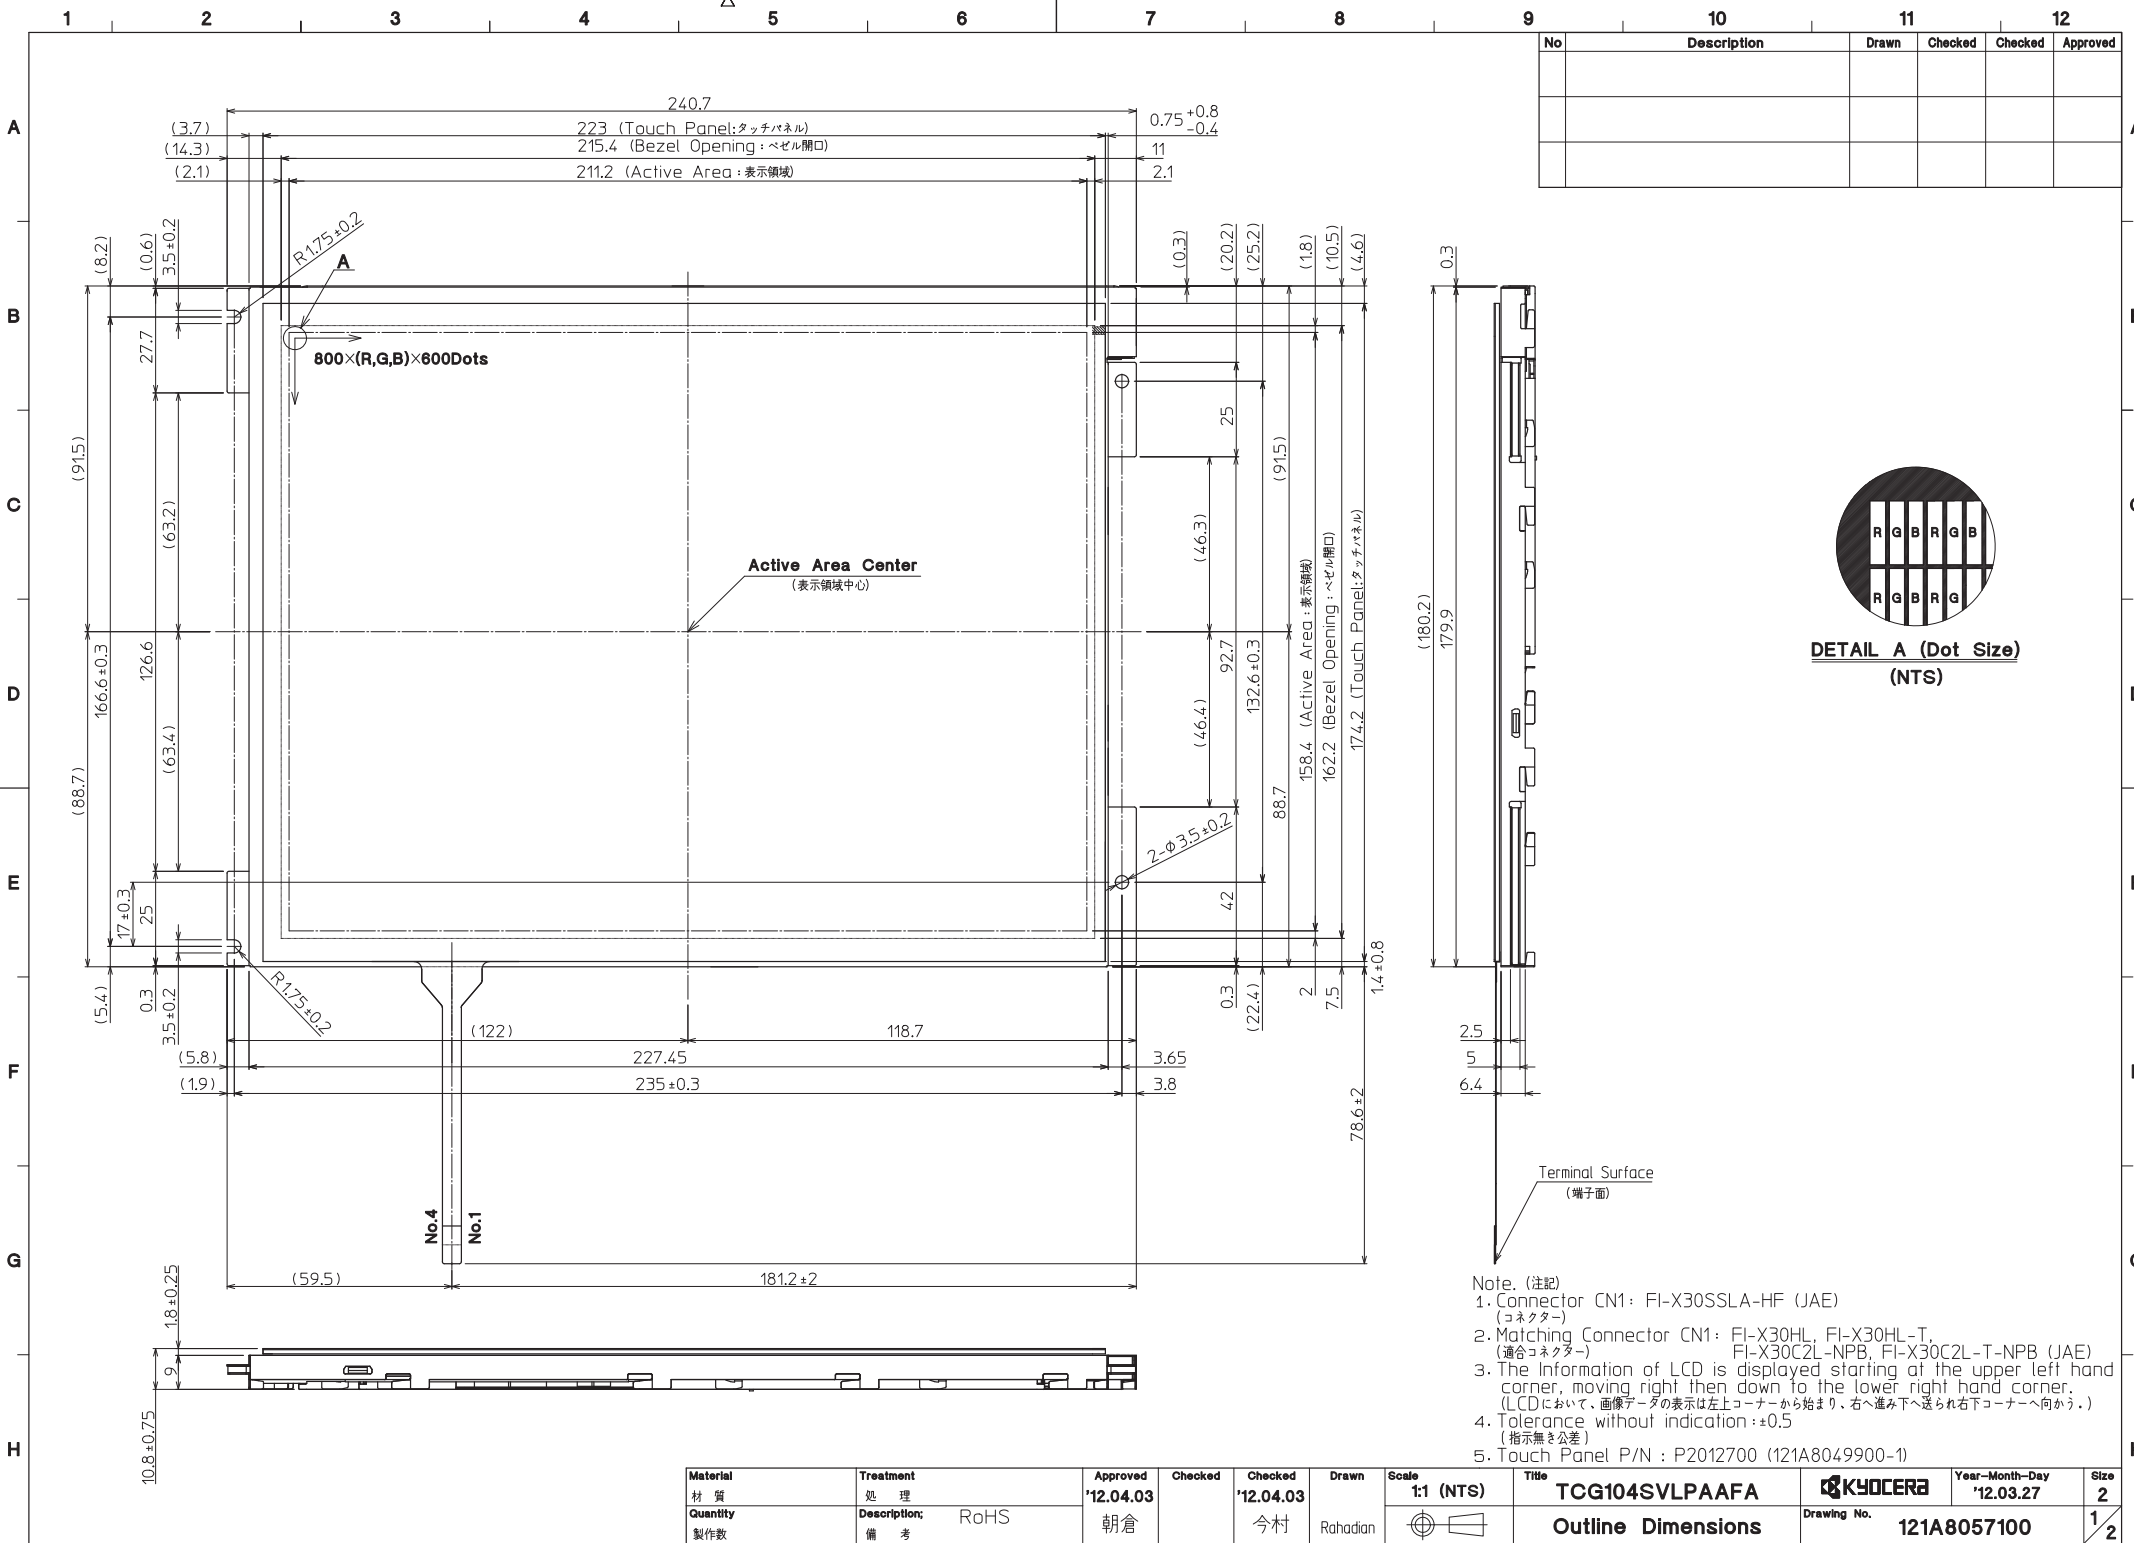 1 2 3 4 5 6 7 8 9 10 11 12
A
B
C
D
E
F
G
H
No Description Drawn Checked Checked Approved
240.7
(3.7)
223 (Touch Panel:タッチパネル)
0.75 +0.8 -0.4
(14.3)
215.4 (Bezel Opening:ベゼル開口)
11
(2.1)
211.2 (Active Area:表示領域)
2.1
(8.2)
(0.6)
3.5±0.2
R1.75±0.2
A
(0.3)
(20.2)
(25.2)
(1.8)
(10.5)
(4.6)
0.3
27.7
800×(R,G,B)×600Dots
(91.5)
(63.2)
25
(91.5)
(46.3)
Active Area Center
(表示領域中心)
166.6±0.3
126.6
(63.4)
(88.7)
92.7
132.6±0.3
(46.4)
88.7
158.4 (Active Area:表示領域)
162.2 (Bezel Opening:ベゼル開口)
174.2 (Touch Panel:タッチパネル)
(180.2)
179.9
R G B R G B
R G B R G
DETAIL A (Dot Size)
(NTS)
2-φ3.5±0.2
17±0.3
25
42
(5.4)
0.3
3.5±0.2
R1.75±0.2
0.3
(22.4)
2
7.5
1.4±0.8
(122)
118.7
(5.8)
227.45
3.65
(1.9)
235±0.3
3.8
2.5
5
6.4
78.6±2
Terminal Surface
(端子面)
No.4
No.1
(59.5)
181.2±2
1.8±0.25
9
10.8±0.75
Note. (注記)
1. Connector CN1: FI-X30SSLA-HF (JAE)
(コネクター)
2. Matching Connector CN1: FI-X30HL, FI-X30HL-T,
(適合コネクター) FI-X30C2L-NPB, FI-X30C2L-T-NPB (JAE)
3. The Information of LCD is displayed starting at the upper left hand
corner, moving right then down to the lower right hand corner.
(LCDにおいて、画像データの表示は左上コーナーから始まり、右へ進み下へ送られ右下コーナーへ向かう.)
4. Tolerance without indication:±0.5
(指示無き公差)
5. Touch Panel P/N : P2012700 (121A8049900-1)
Material
材 質
Treatment
処 理
Quantity
製作数
Description;
備 考
RoHS
Approved
'12.04.03
朝倉
Checked
Checked
'12.04.03
今村
Drawn
Rahadian
Scale
1:1 (NTS)
Title
TCG104SVLPAAFA
Outline Dimensions
KYOCERA
Year-Month-Day
'12.03.27
Size
2
Drawing No.
121A8057100
1/2